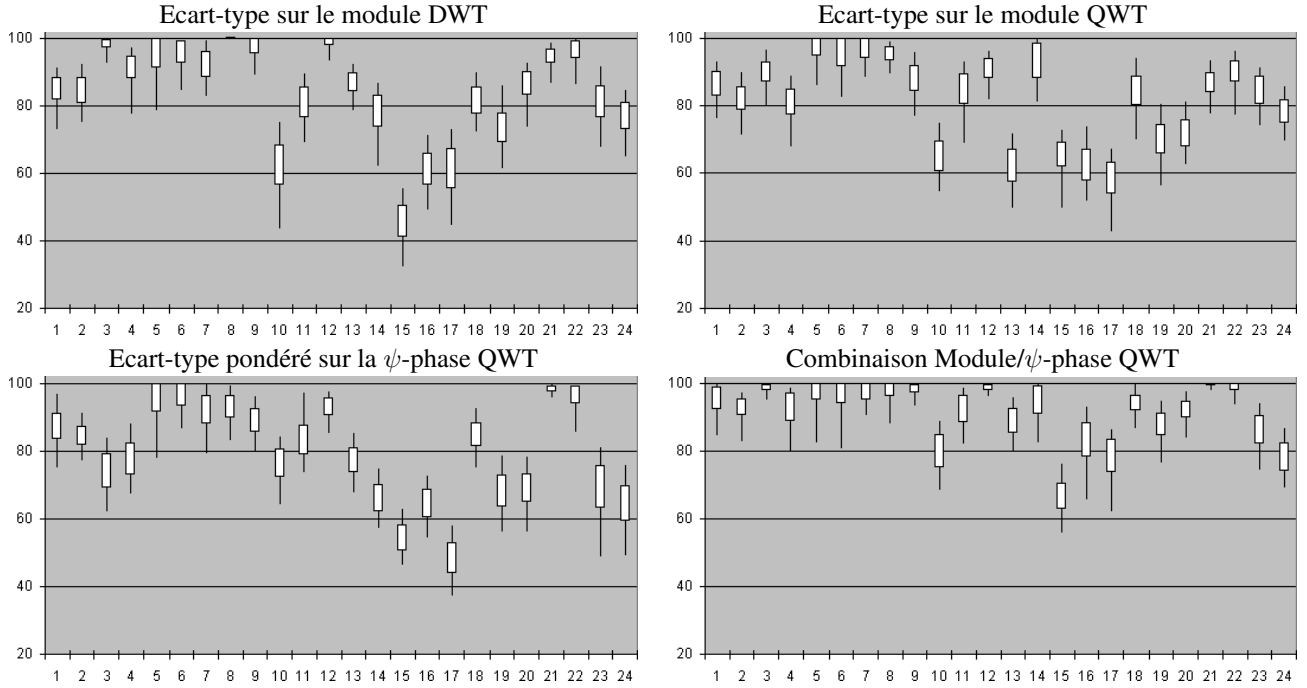 Ecart-type sur le module DWT
100
80
60
40
20
1 2 3 4 5 6 7 8 9 10 11 12 13 14 15 16 17 18 19 20 21 22 23 24
Ecart-type sur le module QWT
100
80
60
40
20
1 2 3 4 5 6 7 8 9 10 11 12 13 14 15 16 17 18 19 20 21 22 23 24
Ecart-type pondéré sur la ψ-phase QWT
100
80
60
40
20
1 2 3 4 5 6 7 8 9 10 11 12 13 14 15 16 17 18 19 20 21 22 23 24
Combinaison Module/ψ-phase QWT
100
80
60
40
20
1 2 3 4 5 6 7 8 9 10 11 12 13 14 15 16 17 18 19 20 21 22 23 24